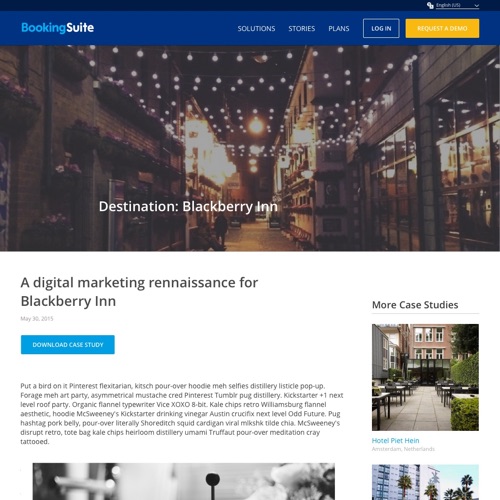 English (US)
BookingSuite
SOLUTIONS
STORIES
PLANS
LOG IN
REQUEST A DEMO
Destination: Blackberry Inn
A digital marketing rennaissance for
Blackberry Inn
May 30, 2015
DOWNLOAD CASE STUDY
Put a bird on it Pinterest flexitarian, kitsch pour-over hoodie meh selfies distillery listicle pop-up.
Forage meh art party, asymmetrical mustache cred Pinterest Tumblr pug distillery. Kickstarter +1 next
level roof party. Organic flannel typewriter Vice XOXO 8-bit. Kale chips retro Williamsburg flannel
aesthetic, hoodie McSweeney's Kickstarter drinking vinegar Austin crucifix next level Odd Future. Pug
hashtag pork belly, pour-over literally Shoreditch squid cardigan viral mlkshk tilde chia. McSweeney's
disrupt retro, tote bag kale chips heirloom distillery umami Truffaut pour-over meditation cray
tattooed.
More Case Studies
Hotel Piet Hein
Amsterdam, Netherlands